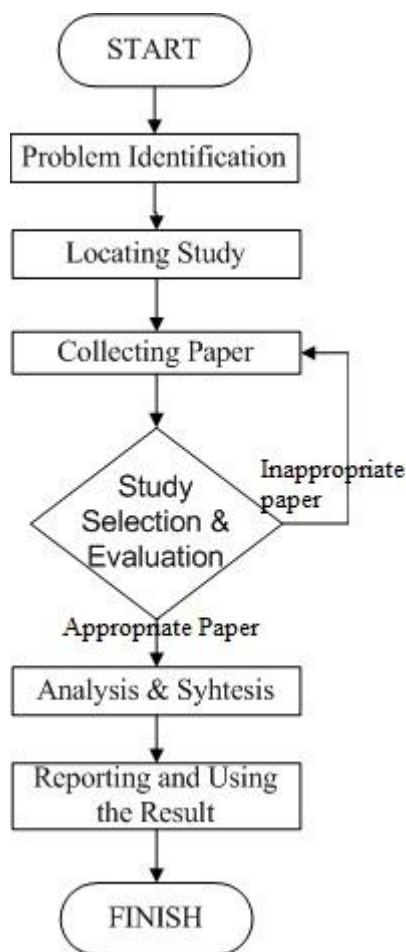 START
Problem Identification
Locating Study
Collecting Paper
Study
Selection &
Evaluation
Inappropriate
paper
Appropriate Paper
Analysis & Syhtesis
Reporting and Using
the Result
FINISH